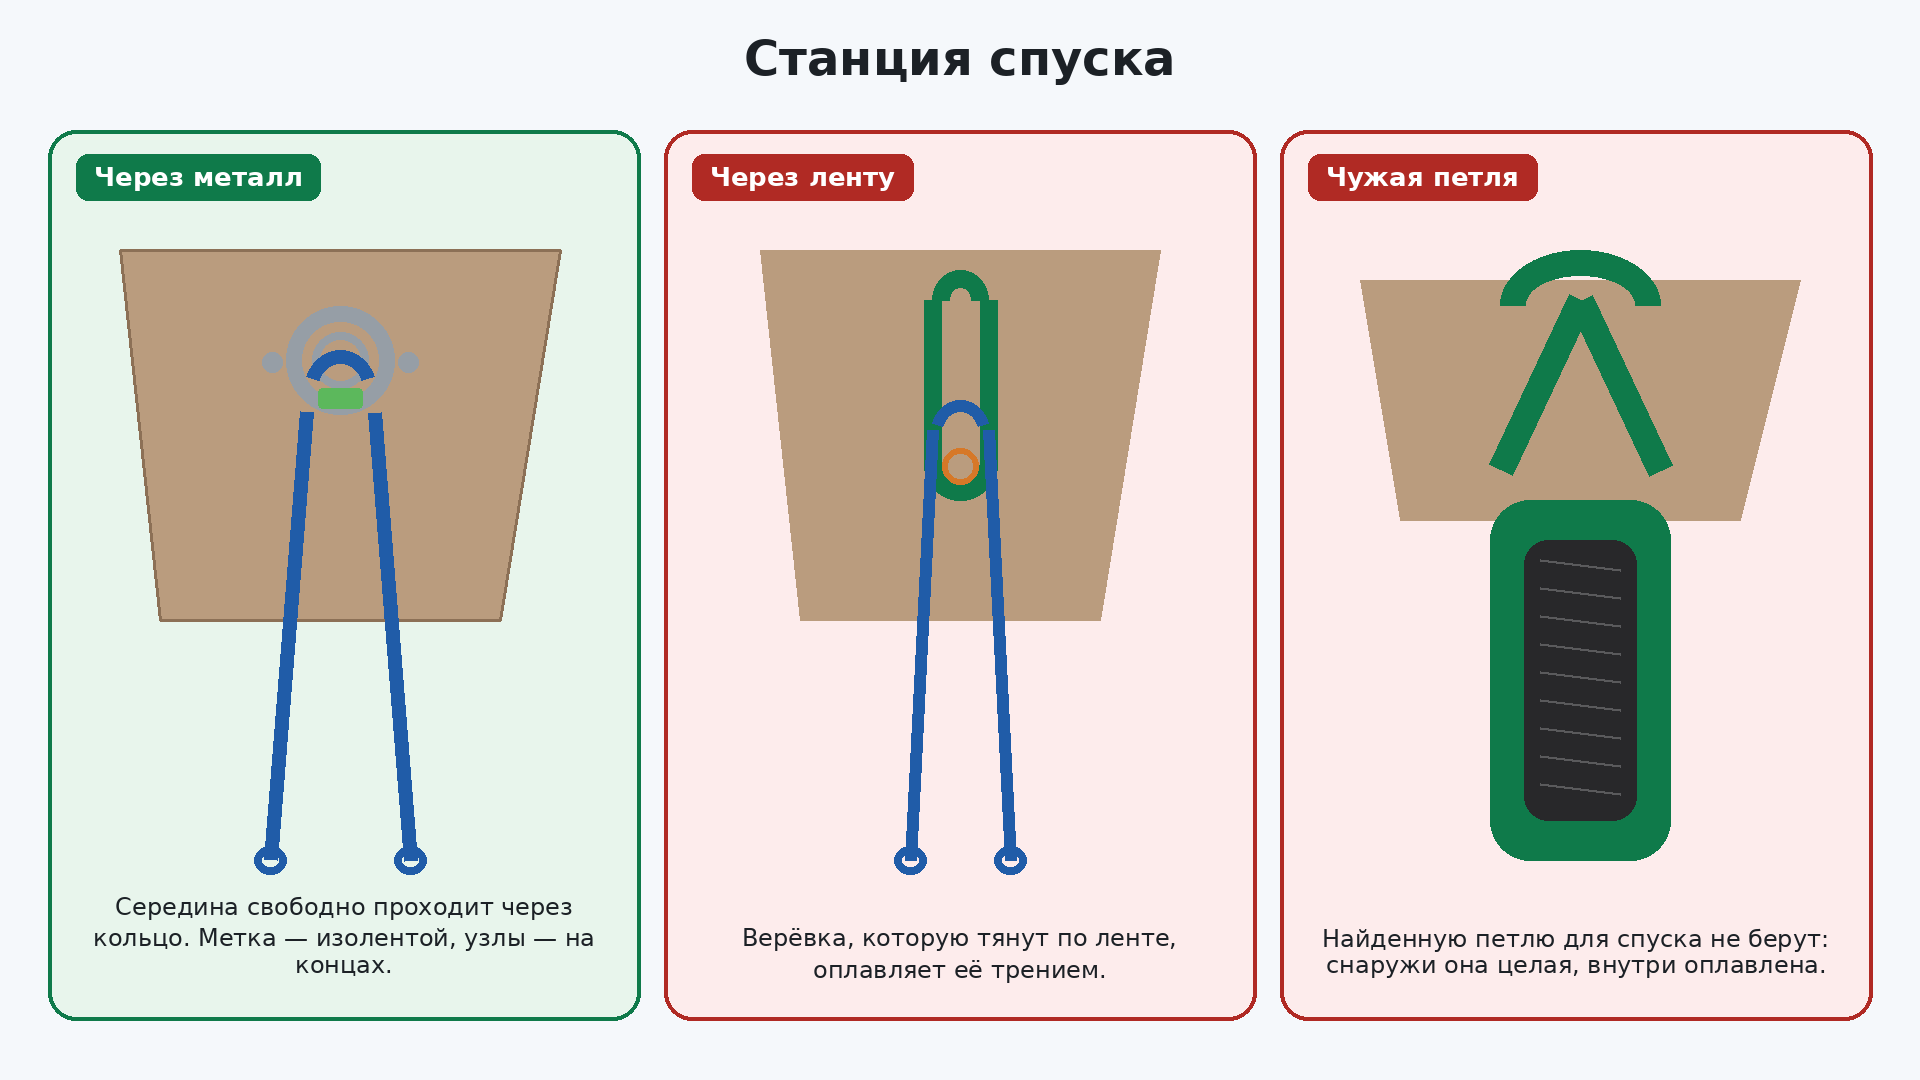 Станция спуска
Через металл
Середина свободно проходит через
кольцо. Метка — изолентой, узлы — на
концах.
Через ленту
Верёвка, которую тянут по ленте,
оплавляет её трением.
Чужая петля
Найденную петлю для спуска не берут:
снаружи она целая, внутри оплавлена.